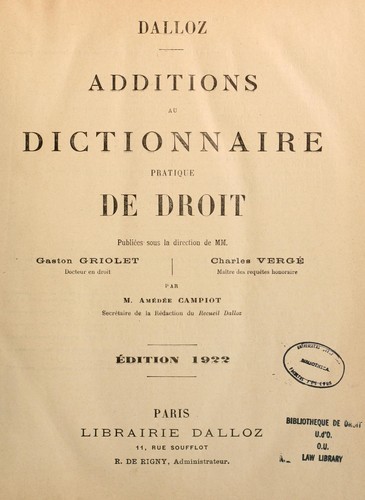 DALLOZ
ADDITIONS
AU
DICTIONNAIRE
PRATIQUE
DE DROIT
Publiées sous la direction de MM.
Gaston GRIOLET
Docteur en droit
Charles VERGÉ
Maître des requêtes honoraire
PAR
M. AMÉDÉE CAMPIOT
Secrétaire de la Rédaction du Recueil Dalloz
ÉDITION 1922
BIBLIOTHECA
PARIS
LIBRAIRIE DALLOZ
11, RUE SOUFFLOT
R. DE RIGNY, Administrateur.
BIBLIOTHEQUE DE DROIT
U.d'O.
O.U.
LAW LIBRARY